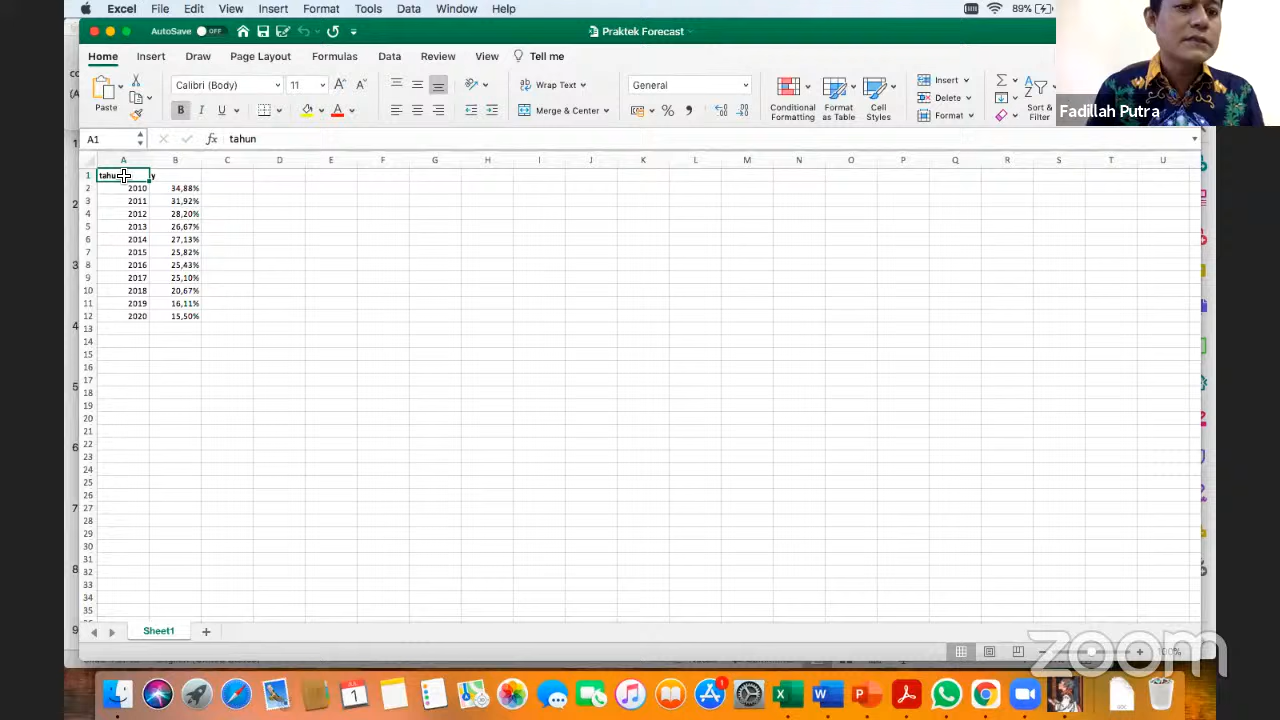 Excel File Edit View Insert Format Tools Data Window Help 89%
AutoSave OFF Praktek Forecast
Home Insert Draw Page Layout Formulas Data Review View Tell me
Paste Calibri (Body) 11 A A Wrap Text General Conditional Formatting Format as Table Cell Styles Insert Sort &
B I U A Merge & Center % Delete
Format
Fadillah Putra
A1 fx tahun
A B C D E F G H I J K L M N O P Q R S T U
1 tahu y
2 2010 34,88%
3 2011 31,92%
4 2012 28,20%
5 2013 26,67%
6 2014 27,13%
7 2015 25,82%
8 2016 25,43%
9 2017 25,10%
10 2018 20,67%
11 2019 16,11%
12 2020 15,50%
13
14
15
16
17
18
19
20
21
22
23
24
25
26
27
28
29
30
31
32
33
34
35
Sheet1 +
zoom